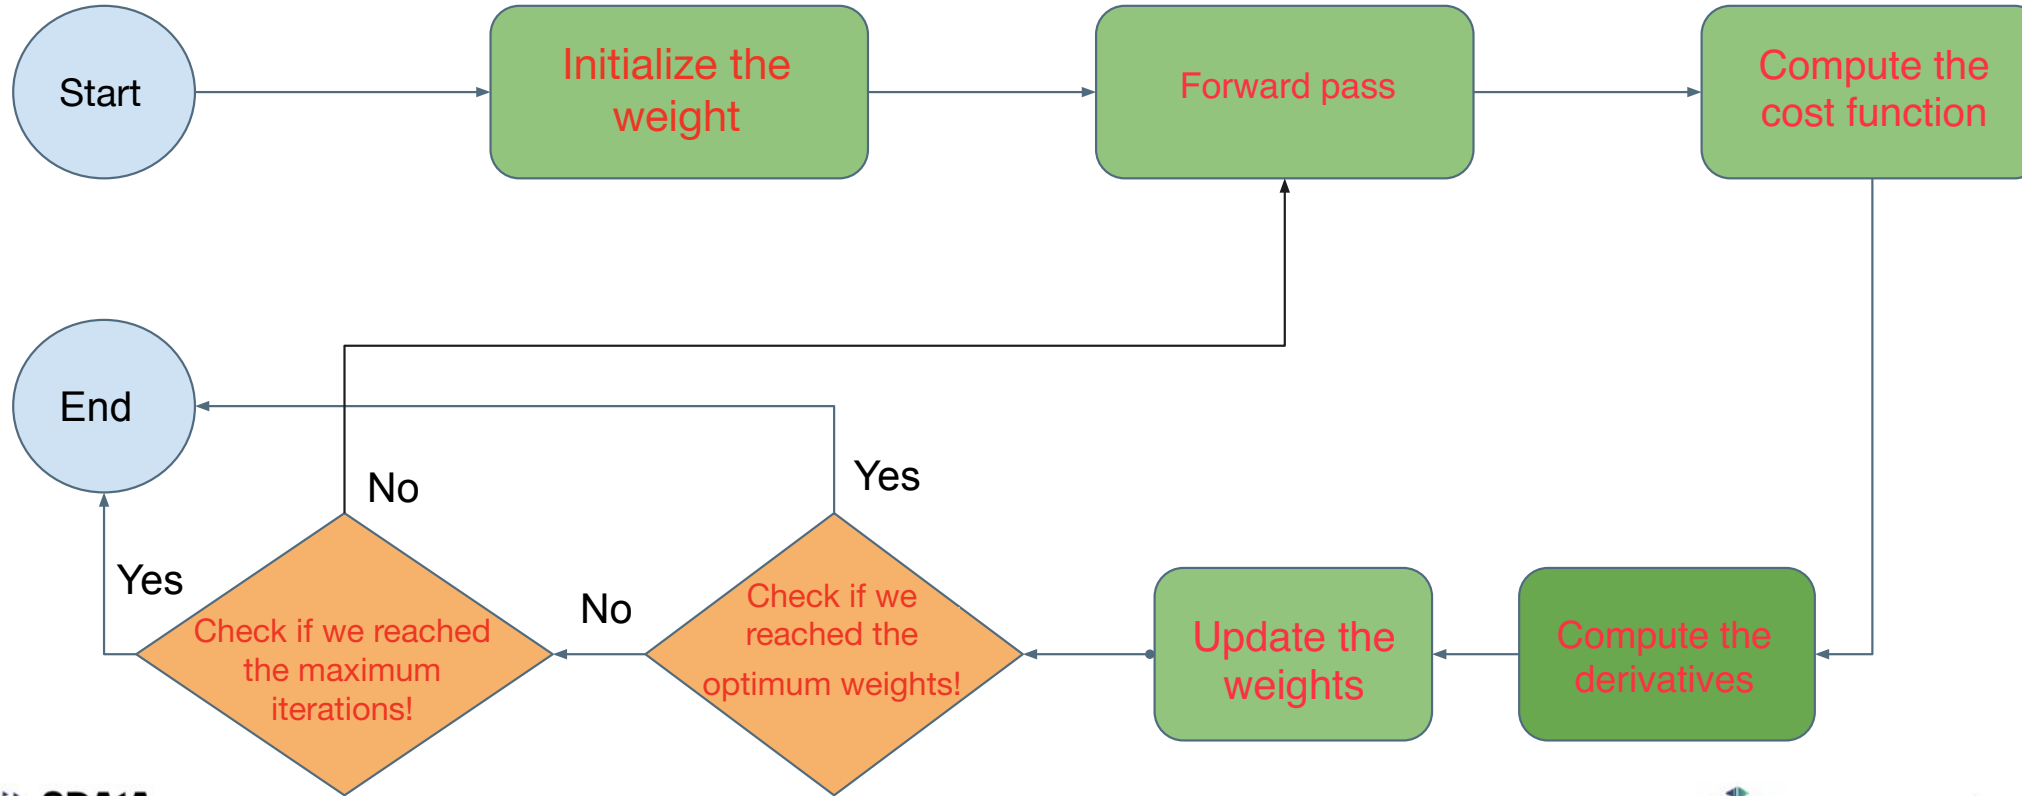 Start
Initialize the
weight
Forward pass
Compute the
cost function
End
No
Yes
Yes
No
Check if we reached
the maximum
iterations!
Check if we
reached the
optimum weights!
Update the
weights
Compute the
derivatives